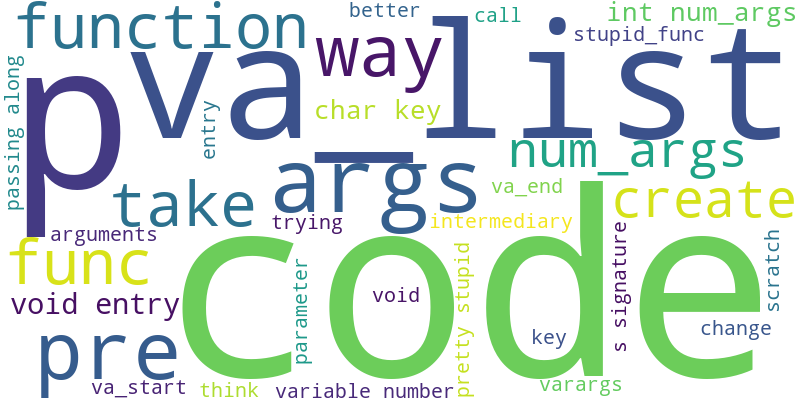 better
call
int num_args
function
stupid_func
way
va_list
p
passing along
entry
char key
num_args
args
take
va_end
create
trying
intermediary
arguments
func
code
void entry
void
parameter
pretty stupid
s signature
scratch
pre
key
change
va_start
think
variable number
varargs